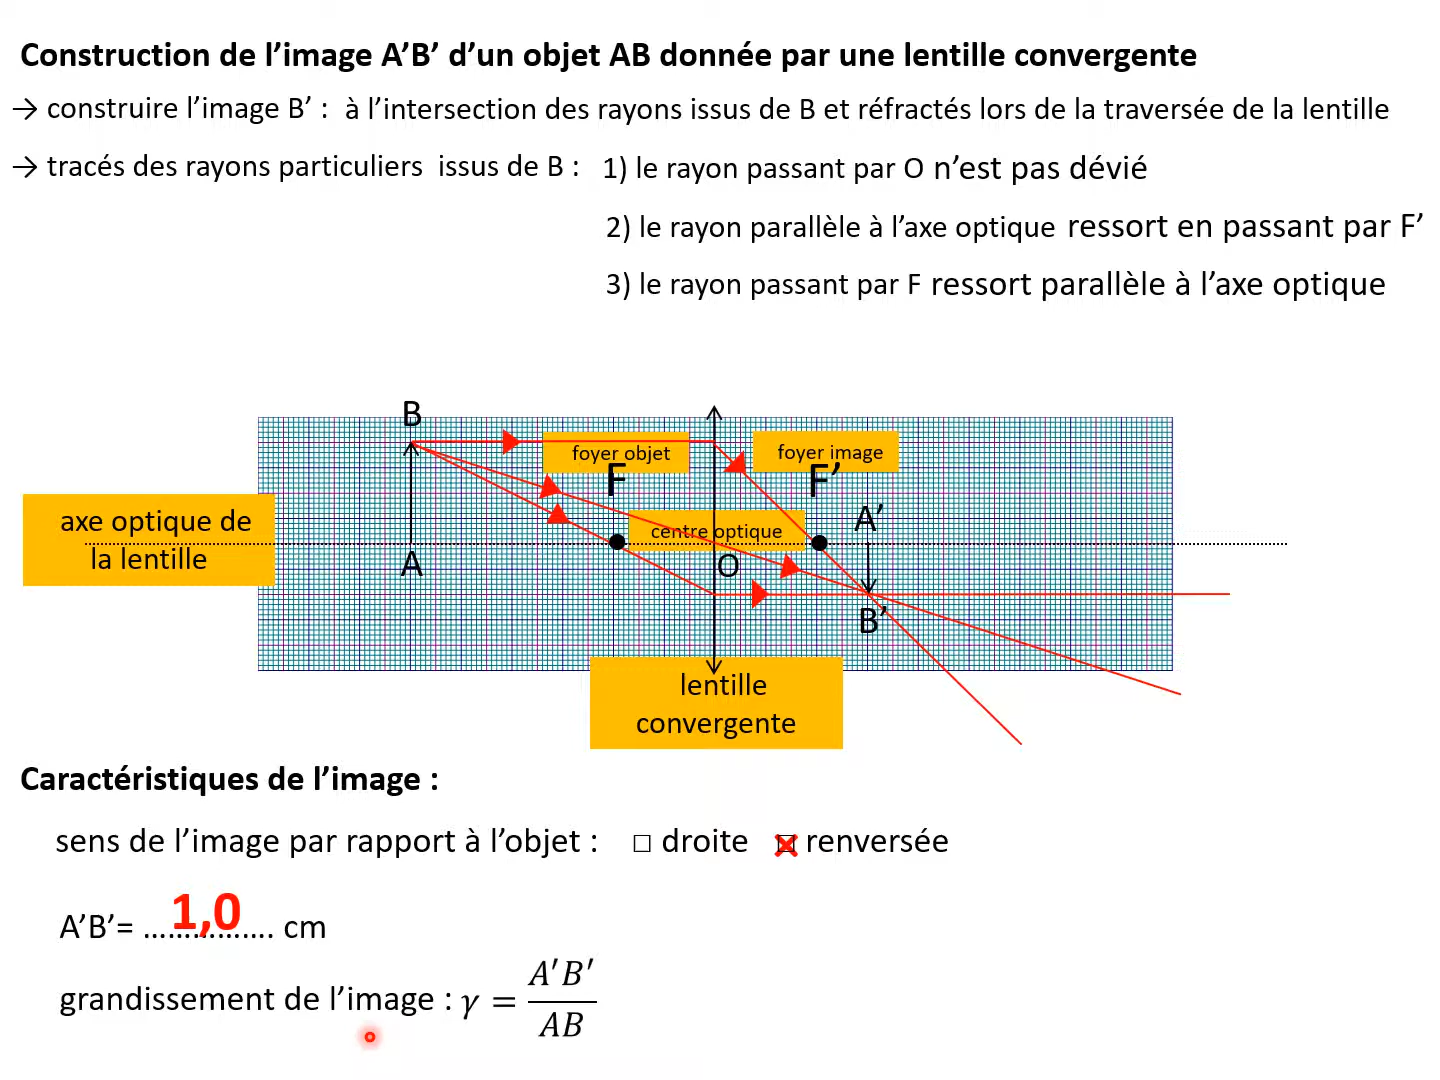 Construction de l’image A’B’ d’un objet AB donnée par une lentille convergente
→ construire l’image B’ : à l’intersection des rayons issus de B et réfractés lors de la traversée de la lentille
→ tracés des rayons particuliers issus de B : 1) le rayon passant par O n’est pas dévié
2) le rayon parallèle à l’axe optique ressort en passant par F’
3) le rayon passant par F ressort parallèle à l’axe optique
B
foyer objet
foyer image
F
F’
axe optique de
la lentille
centre optique
A’
A
O
B’
lentille
convergente
Caractéristiques de l’image :
sens de l’image par rapport à l’objet : □ droite □ renversée
A’B’= ……1,0……. cm
grandissement de l’image : γ = A′B′
AB